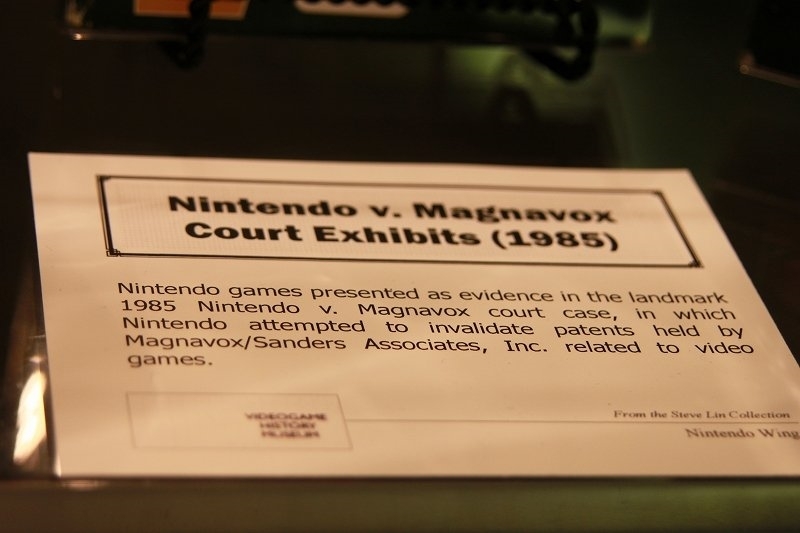 Nintendo v. Magnavox
Court Exhibits (1985)
Nintendo games presented as evidence in the landmark
1985 Nintendo v. Magnavox court case, in which
Nintendo attempted to invalidate patents held by
Magnavox/Sanders Associates, Inc. related to video
games.
VIDEOGAME
HISTORY
MUSEUM
From the Steve Lin Collection
Nintendo Wing